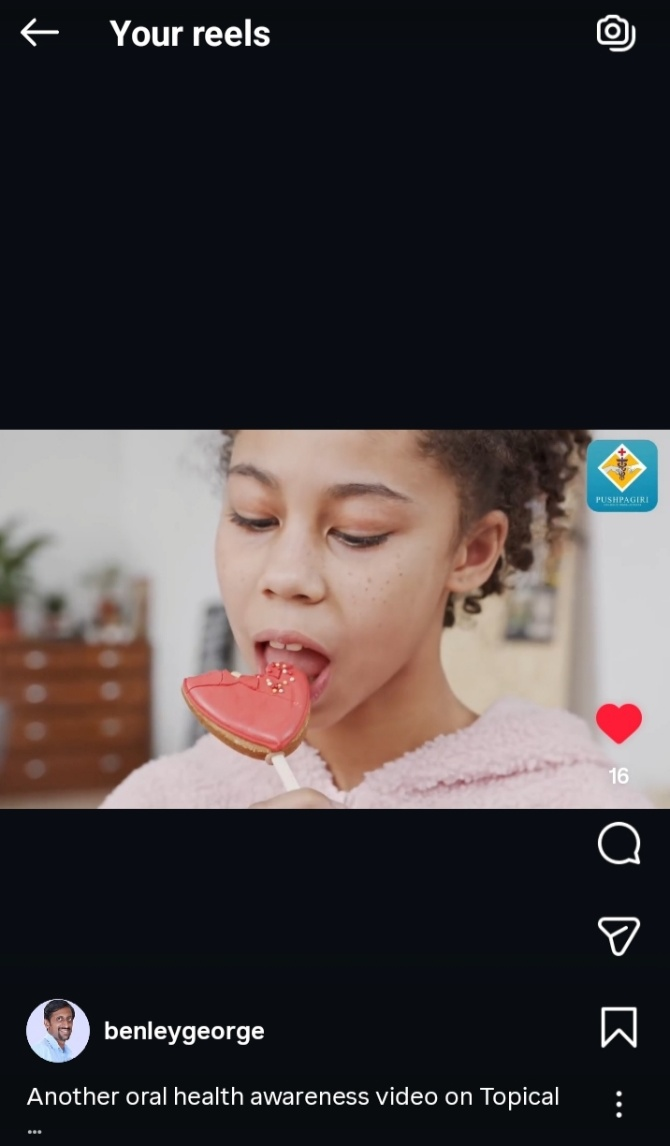 Your reels
PUSHPAGIRI
16
benleygeorge
Another oral health awareness video on Topical
...